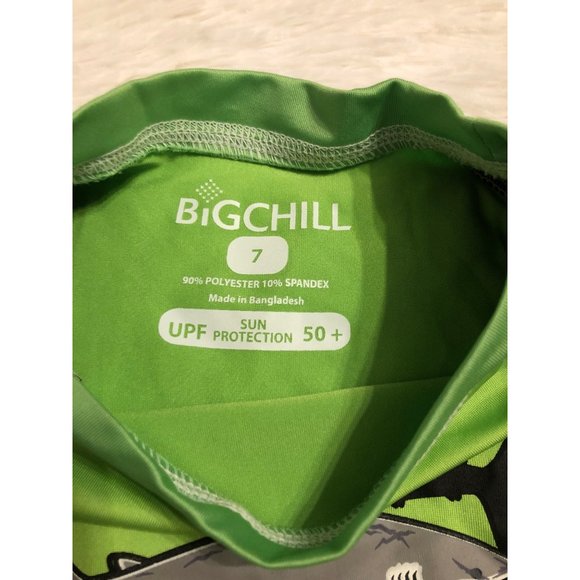 BiGCHILL
7
90% POLYESTER 10% SPANDEX
Made in Bangladesh
UPF SUN PROTECTION 50 +